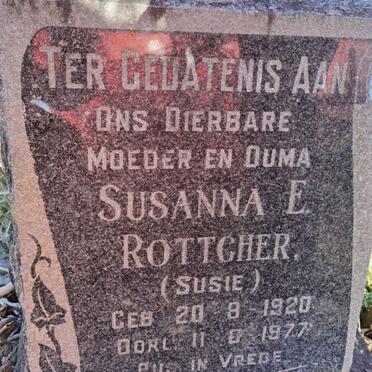 TER GEDATENIS AAN
ONS DIERBARE
MOEDER EN OUMA
SUSANNA E.
ROTTCHER.
(SUSIE)
GEB 20 8 1920
OORL 11 6 1977
RUS IN VREDE